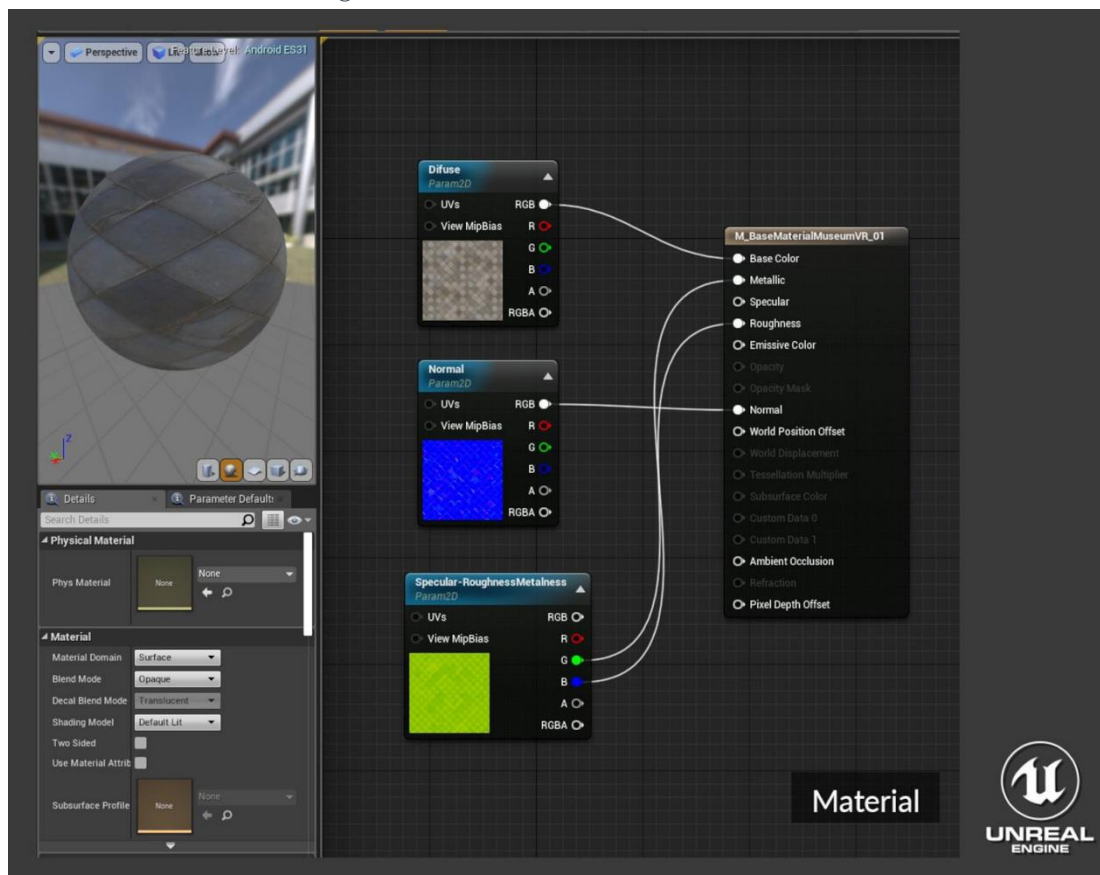 Perspective
Feature Level: Android ES31
Difuse
Param2D
UVs RGB
View MipBias R
G
B
A
RGBA
M_BaseMaterialMuseumVR_01
Base Color
Metallic
Specular
Roughness
Emissive Color
Opacity
Opacity Mask
Normal
World Position Offset
World Displacement
Tessellation Multiplier
Subsurface Color
Custom Data 0
Custom Data 1
Ambient Occlusion
Refraction
Pixel Depth Offset
Normal
Param2D
UVs RGB
View MipBias R
G
B
A
RGBA
Specular-RoughnessMetalness
Param2D
UVs RGB
View MipBias R
G
B
A
RGBA
Z
Details Parameter Default
Search Details
Physical Material
Phys Material None None
Material
Material Domain Surface
Blend Mode Opaque
Decal Blend Mode Translucent
Shading Model Default Lit
Two Sided
Use Material Attrib
Subsurface Profile None None
Material
UNREAL
ENGINE